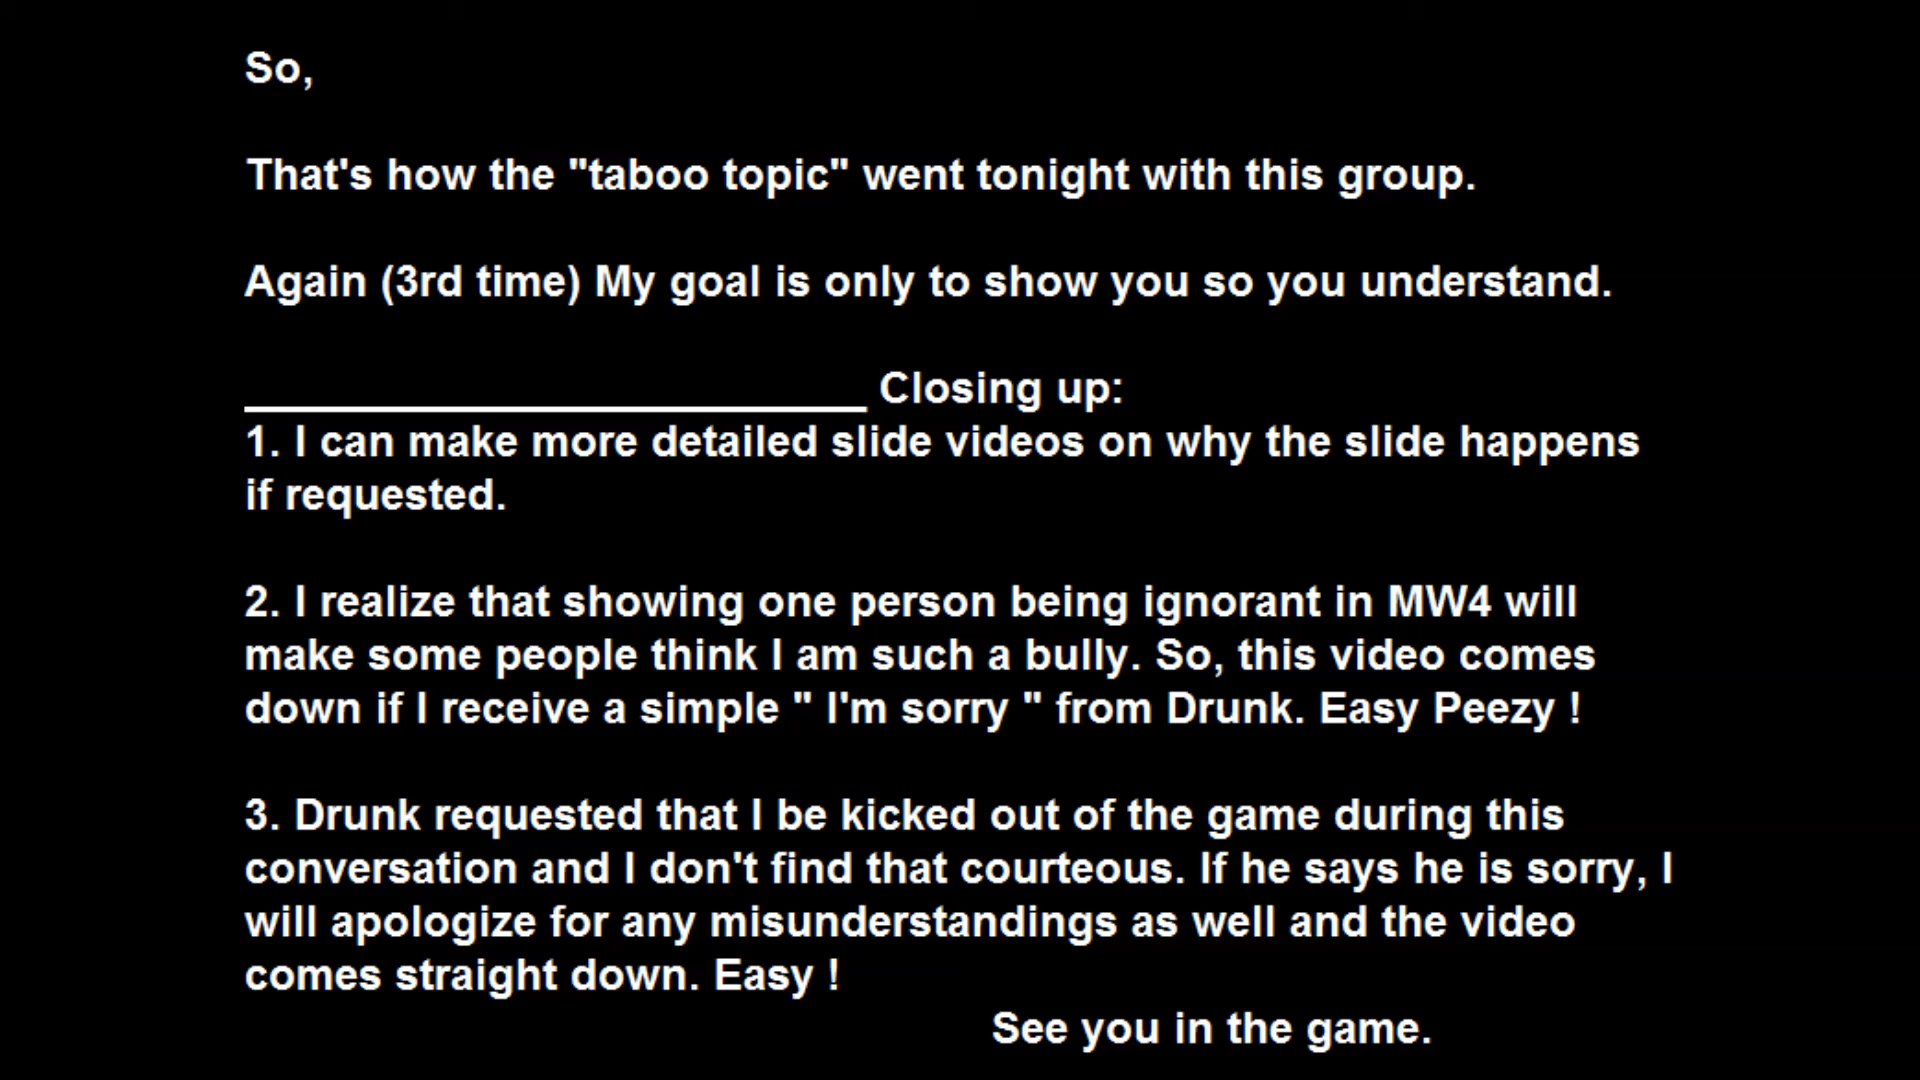 So,
That's how the "taboo topic" went tonight with this group.
Again (3rd time) My goal is only to show you so you understand.
__________________________ Closing up:
1. I can make more detailed slide videos on why the slide happens
if requested.
2. I realize that showing one person being ignorant in MW4 will
make some people think I am such a bully. So, this video comes
down if I receive a simple " I'm sorry " from Drunk. Easy Peezy !
3. Drunk requested that I be kicked out of the game during this
conversation and I don't find that courteous. If he says he is sorry, I
will apologize for any misunderstandings as well and the video
comes straight down. Easy !
See you in the game.